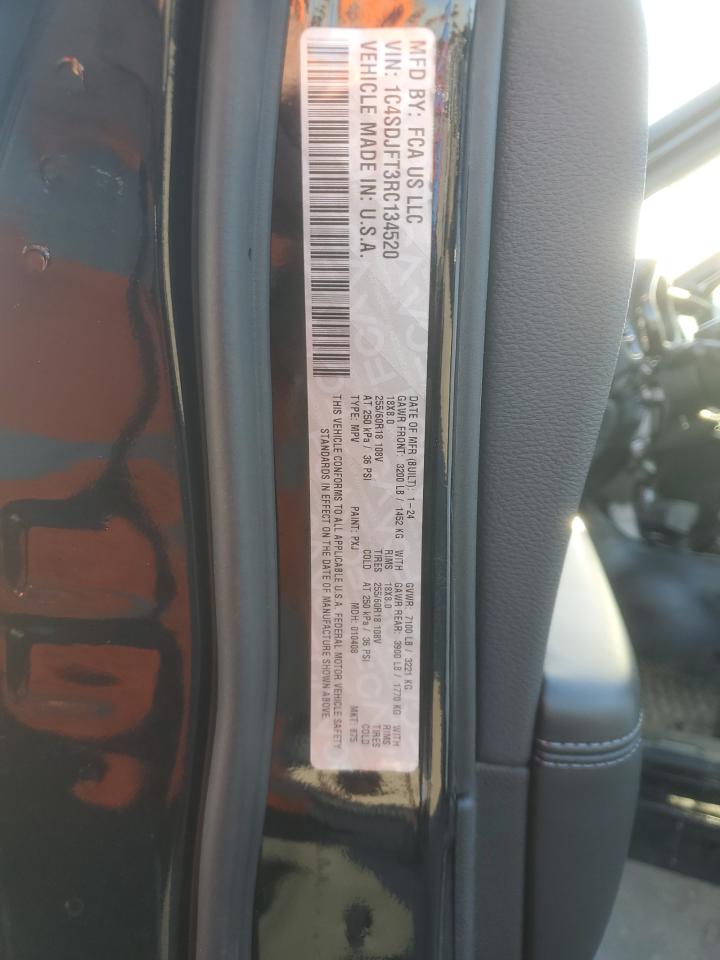 MFD BY: FCA US LLC
VIN: 1C4SDJFT3RC134520
VEHICLE MADE IN: U.S.A.
DATE OF MFR (BUILT): 1-24 GVWR: 7100 LB / 3221 KG
GAWR FRONT: 3200 LB / 1452 KG WITH GAWR REAR: 3900 LB / 1770 KG WITH
18X8.0 RIMS 18X8.0 RIMS
255/60R18 108V TIRES 255/60R18 108V TIRES
AT 250 kPa / 36 PSI COLD AT 250 kPa / 36 PSI COLD
TYPE: MPV PAINT: PXJ MDH: 010408 MKT: 875
THIS VEHICLE CONFORMS TO ALL APPLICABLE U.S.A. FEDERAL MOTOR VEHICLE SAFETY
STANDARDS IN EFFECT ON THE DATE OF MANUFACTURE SHOWN ABOVE.